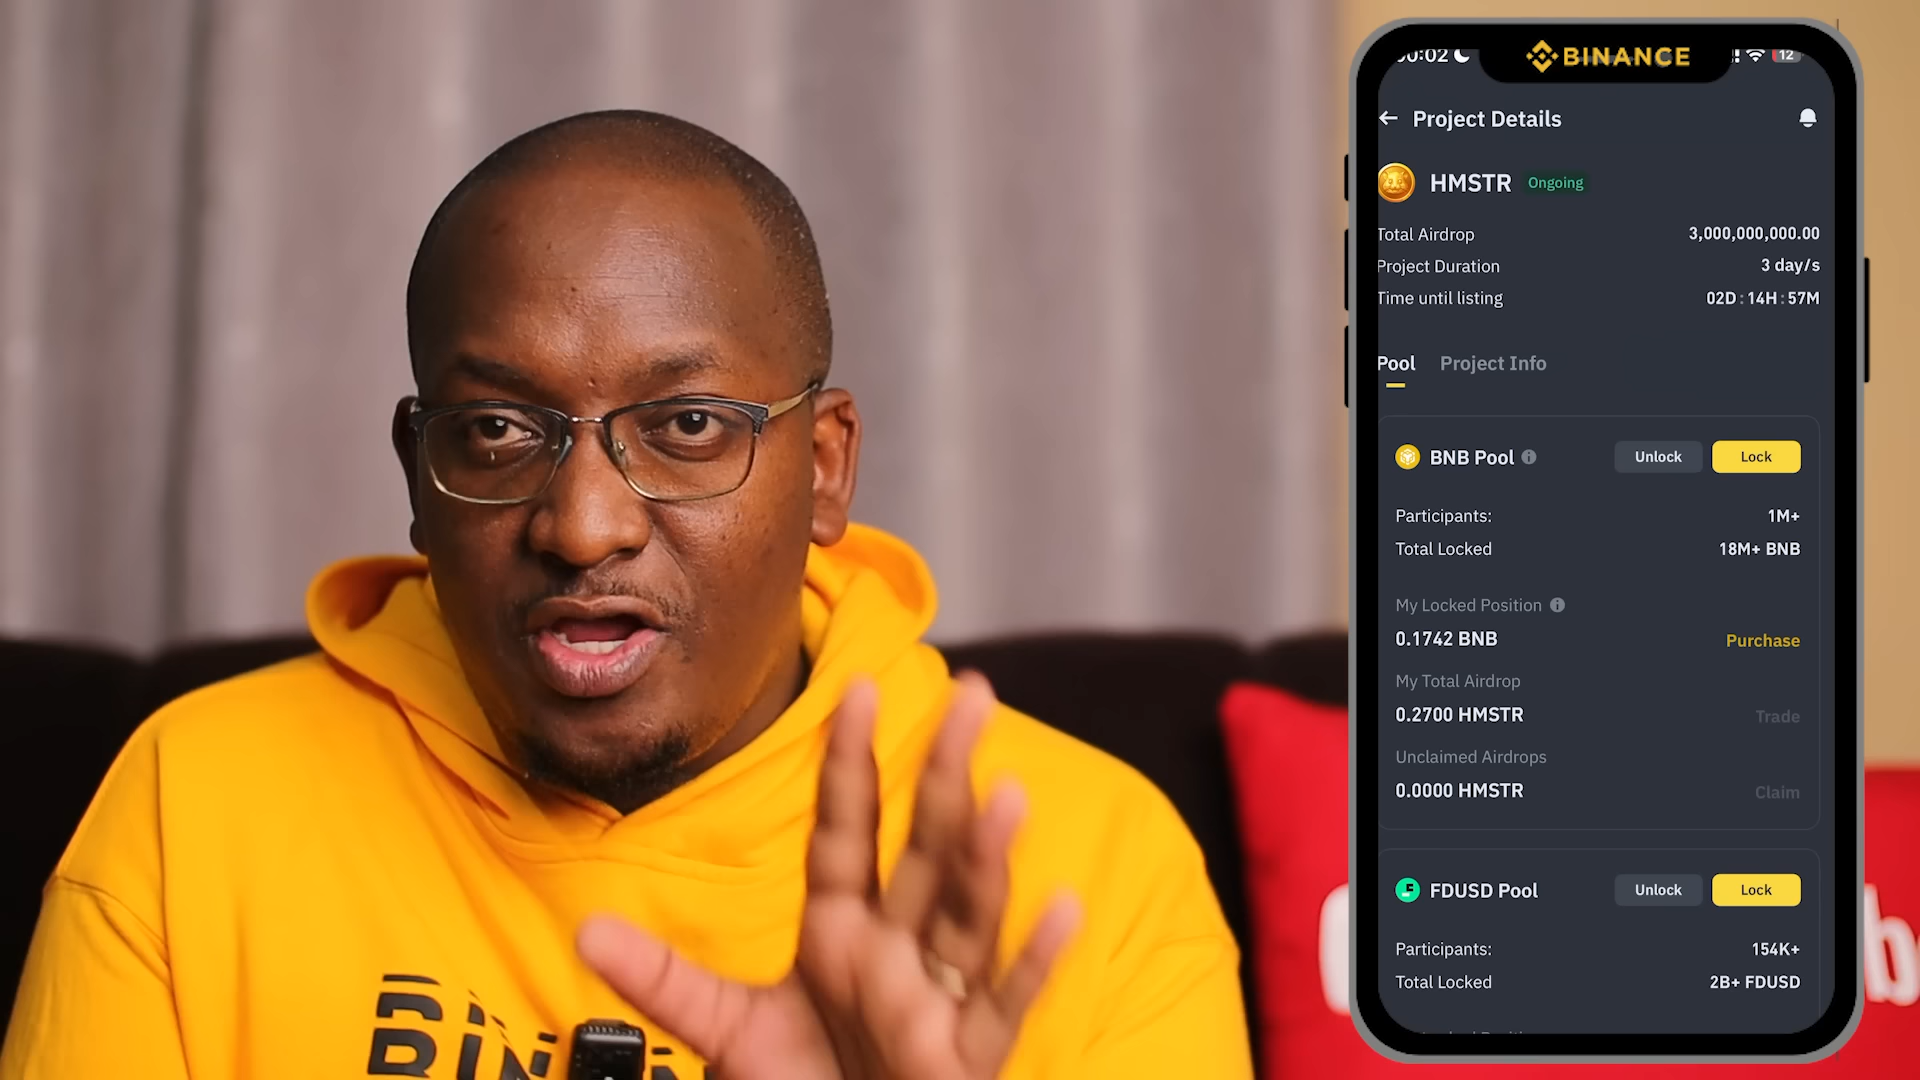 BINANCE
12
Project Details
HMSTR Ongoing
Total Airdrop 3,000,000,000.00
Project Duration 3 day/s
Time until listing 02D:14H:57M
Pool Project Info
BNB Pool Unlock Lock
Participants: 1M+
Total Locked 18M+ BNB
My Locked Position
0.1742 BNB Purchase
My Total Airdrop
0.2700 HMSTR Trade
Unclaimed Airdrops
0.0000 HMSTR Claim
FDUSD Pool Unlock Lock
Participants: 154K+
Total Locked 2B+ FDUSD